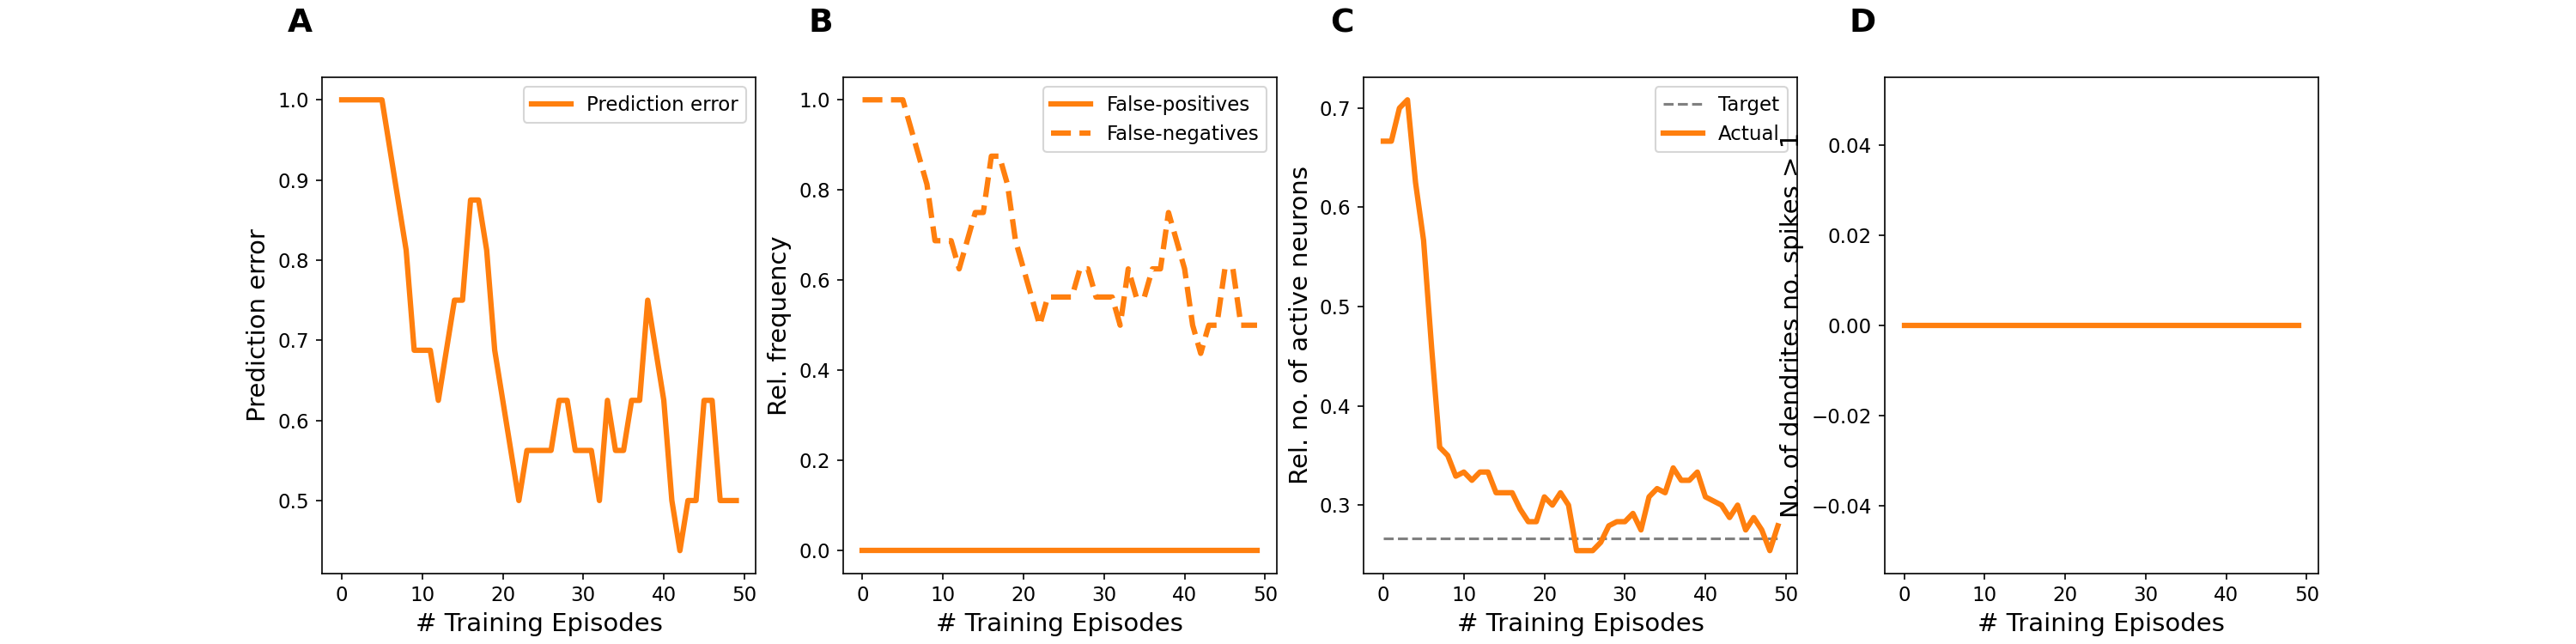 A
B
C
D
Prediction error
1.0
0.9
0.8
0.7
0.6
0.5
Prediction error
0
10
20
30
40
50
# Training Episodes
Rel. frequency
1.0
0.8
0.6
0.4
0.2
0.0
False-positives
False-negatives
0
10
20
30
40
50
# Training Episodes
Rel. no. of active neurons
0.7
0.6
0.5
0.4
0.3
Target
Actual
0
10
20
30
40
50
# Training Episodes
No. of dendrites no. spikes > 1
0.04
0.02
0.00
−0.02
−0.04
0
10
20
30
40
50
# Training Episodes